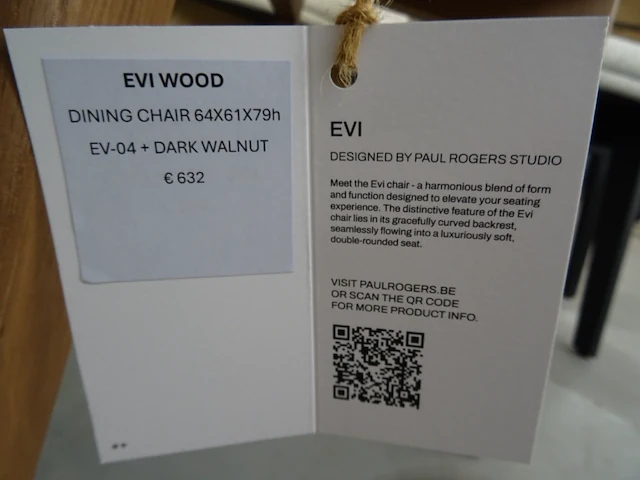 EVI WOOD
DINING CHAIR 64X61X79h
EV-04 + DARK WALNUT
€ 632
EVI
DESIGNED BY PAUL ROGERS STUDIO
Meet the Evi chair - a harmonious blend of form
and function designed to elevate your seating
experience. The distinctive feature of the Evi
chair lies in its gracefully curved backrest,
seamlessly flowing into a luxuriously soft,
double-rounded seat.
VISIT PAULROGERS.BE
OR SCAN THE QR CODE
FOR MORE PRODUCT INFO.